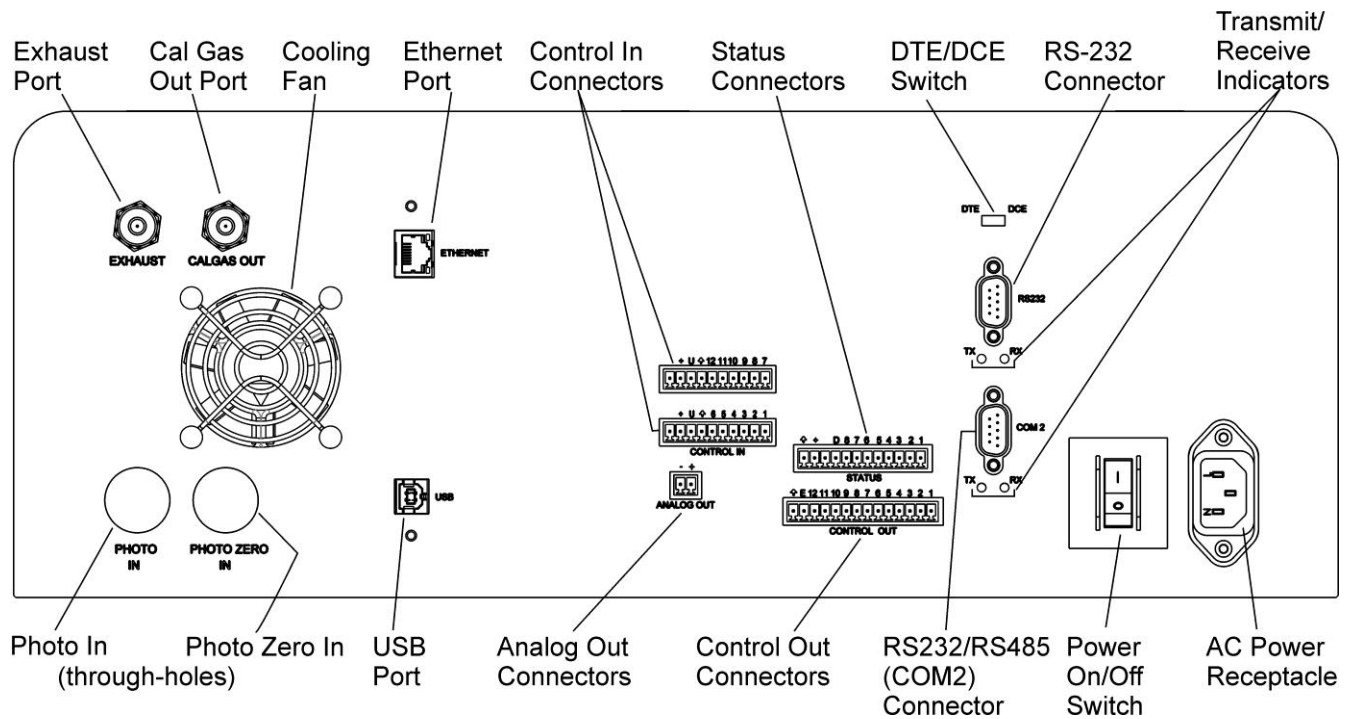 Transmit/
Receive
Indicators
Exhaust
Port
Cal Gas
Out Port
Cooling
Fan
Ethernet
Port
Control In
Connectors
Status
Connectors
DTE/DCE
Switch
RS-232
Connector
DTE DCE
EXHAUST
CALGAS OUT
ETHERNET
RS232
TX RX
+ U 12 11 10 9 8 7
+ U 6 5 4 3 2 1
CONTROL IN
COM 2
+ D 8 7 6 5 4 3 2 1
STATUS
- +
ANALOG OUT
TX RX
USB
E 12 11 10 9 8 7 6 5 4 3 2 1
CONTROL OUT
I
O
L
N
PHOTO
IN
PHOTO ZERO
IN
Photo In
Photo Zero In
(through-holes)
USB
Port
Analog Out
Connectors
Control Out
Connectors
RS232/RS485
(COM2)
Connector
Power
On/Off
Switch
AC Power
Receptacle